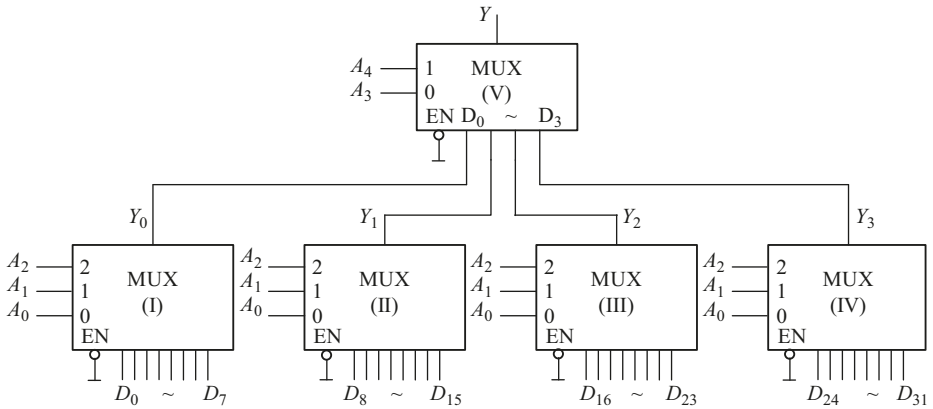 Y
A₄ 1 MUX
A₃ 0 (V)
EN D₀ ~ D₃
Y₀ Y₁ Y₂ Y₃
A₂ 2 MUX A₂ 2 MUX A₂ 2 MUX A₂ 2 MUX
A₁ 1 (I) A₁ 1 (II) A₁ 1 (III) A₁ 1 (IV)
A₀ 0 A₀ 0 A₀ 0 A₀ 0
EN EN EN EN
D₀ ~ D₇ D₈ ~ D₁₅ D₁₆ ~ D₂₃ D₂₄ ~ D₃₁